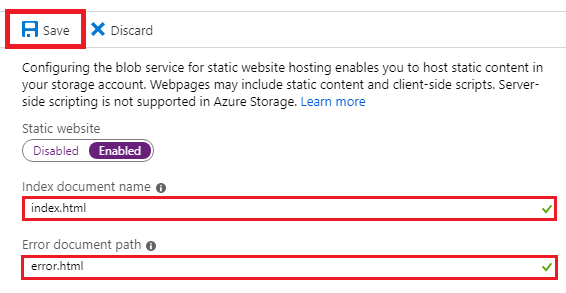 Save Discard
Configuring the blob service for static website hosting enables you to host static content in
your storage account. Webpages may include static content and client-side scripts. Server-
side scripting is not supported in Azure Storage. Learn more
Static website
Disabled Enabled
Index document name
index.html
Error document path
error.html